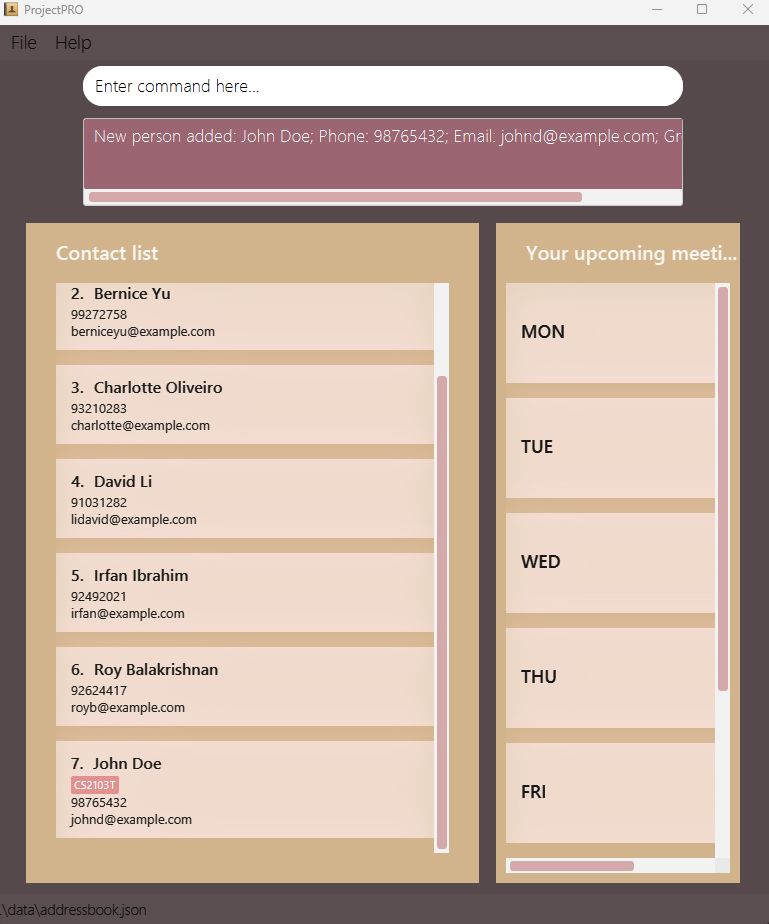 ProjectPRO
File Help
Enter command here...
New person added: John Doe; Phone: 98765432; Email: johnd@example.com; Gr
Contact list
2. Bernice Yu
99272758
berniceyu@example.com
3. Charlotte Oliveiro
93210283
charlotte@example.com
4. David Li
91031282
lidavid@example.com
5. Irfan Ibrahim
92492021
irfan@example.com
6. Roy Balakrishnan
92624417
royb@example.com
7. John Doe
CS2103T
98765432
johnd@example.com
Your upcoming meeti...
MON
TUE
WED
THU
FRI
.\data\addressbook.json